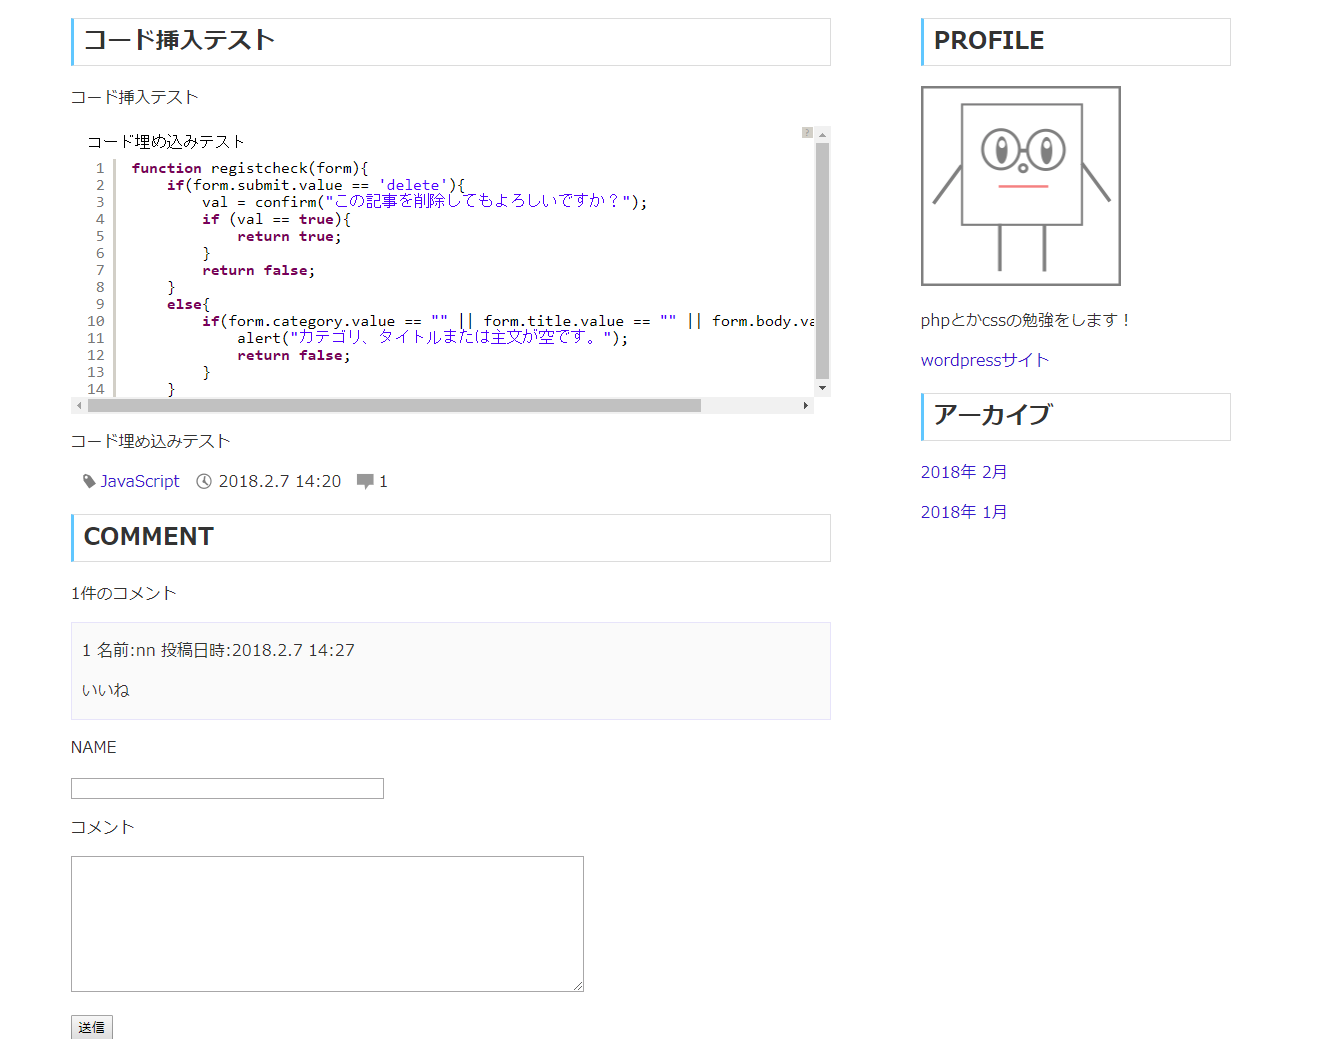 コード挿入テスト
コード挿入テスト
コード埋め込みテスト
?
1 function registcheck(form){
2     if(form.submit.value == 'delete'){
3         val = confirm("この記事を削除してもよろしいですか？");
4         if (val == true){
5             return true;
6         }
7         return false;
8     }
9     else{
10         if(form.category.value == "" || form.title.value == "" || form.body.va
11             alert("カテゴリ、タイトルまたは主文が空です。");
12             return false;
13         }
14     }
コード埋め込みテスト
JavaScript 2018.2.7 14:20 1
COMMENT
1件のコメント
1 名前:nn 投稿日時:2018.2.7 14:27
いいね
NAME
コメント
送信
PROFILE
phpとかcssの勉強をします！
wordpressサイト
アーカイブ
2018年 2月
2018年 1月